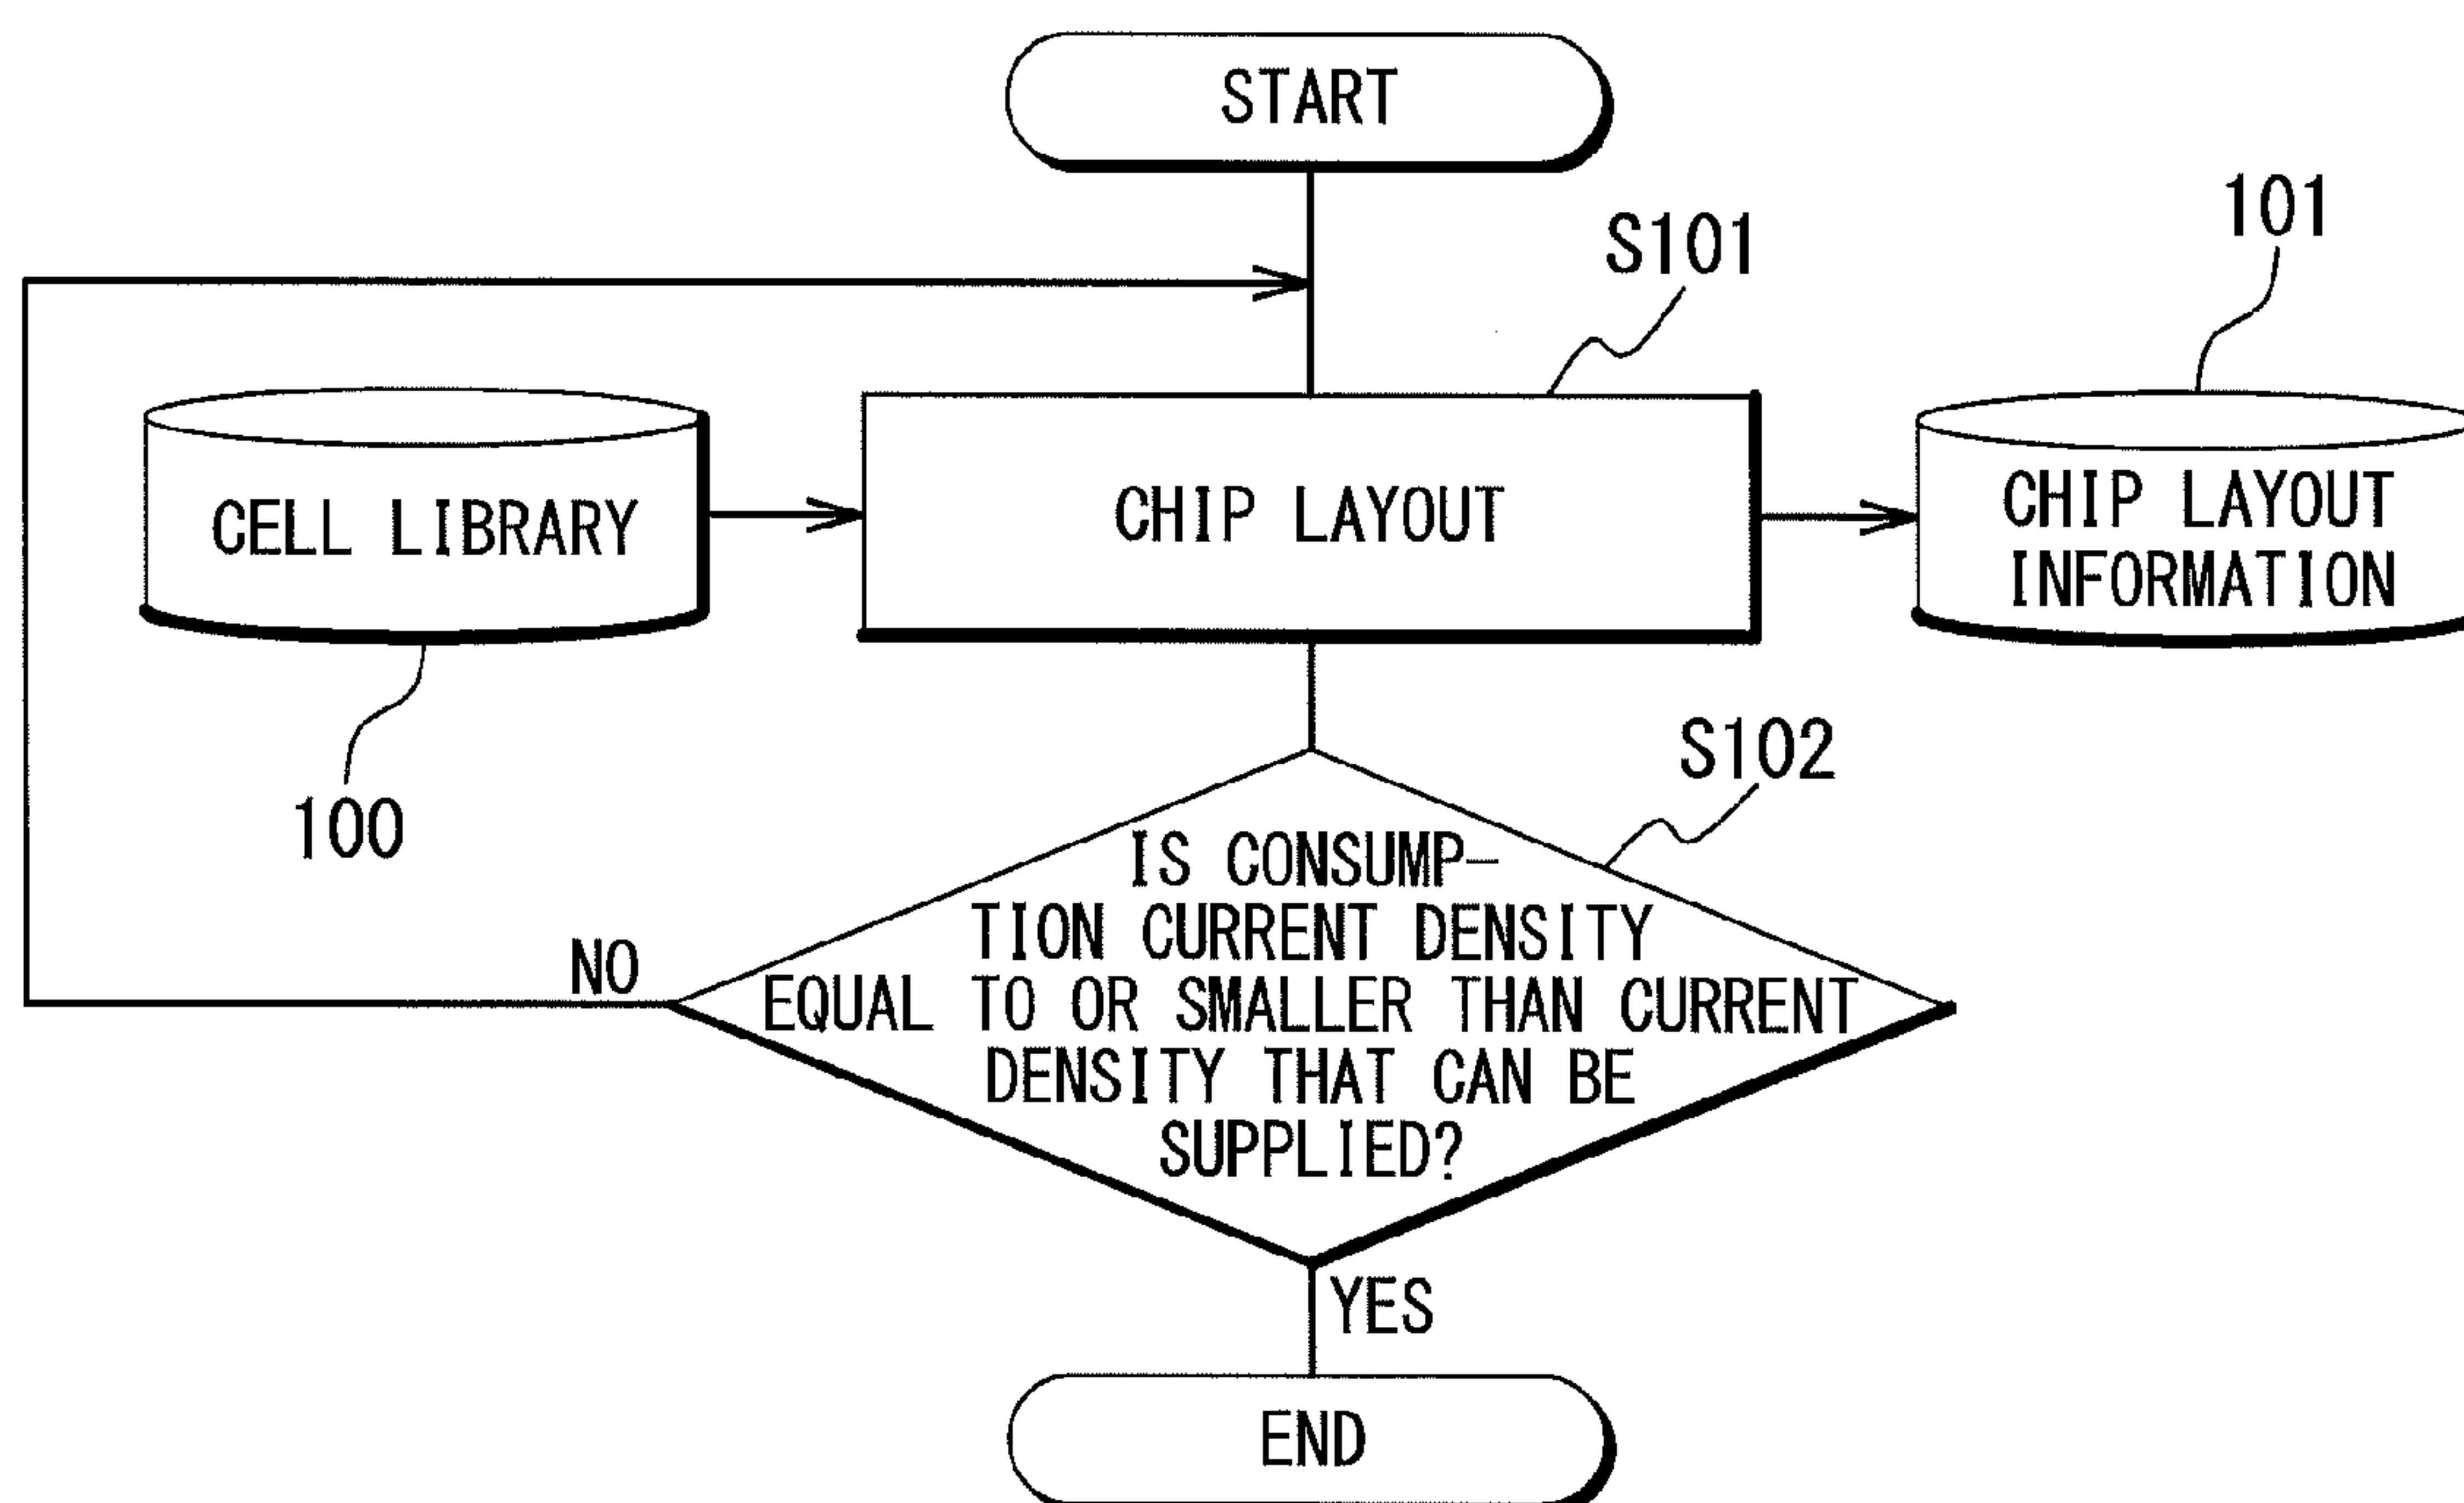 START
S101
101
CELL LIBRARY
CHIP LAYOUT
CHIP LAYOUT
INFORMATION
100
S102
IS CONSUMP-
TION CURRENT DENSITY
EQUAL TO OR SMALLER THAN CURRENT
DENSITY THAT CAN BE
SUPPLIED?
NO
YES
END